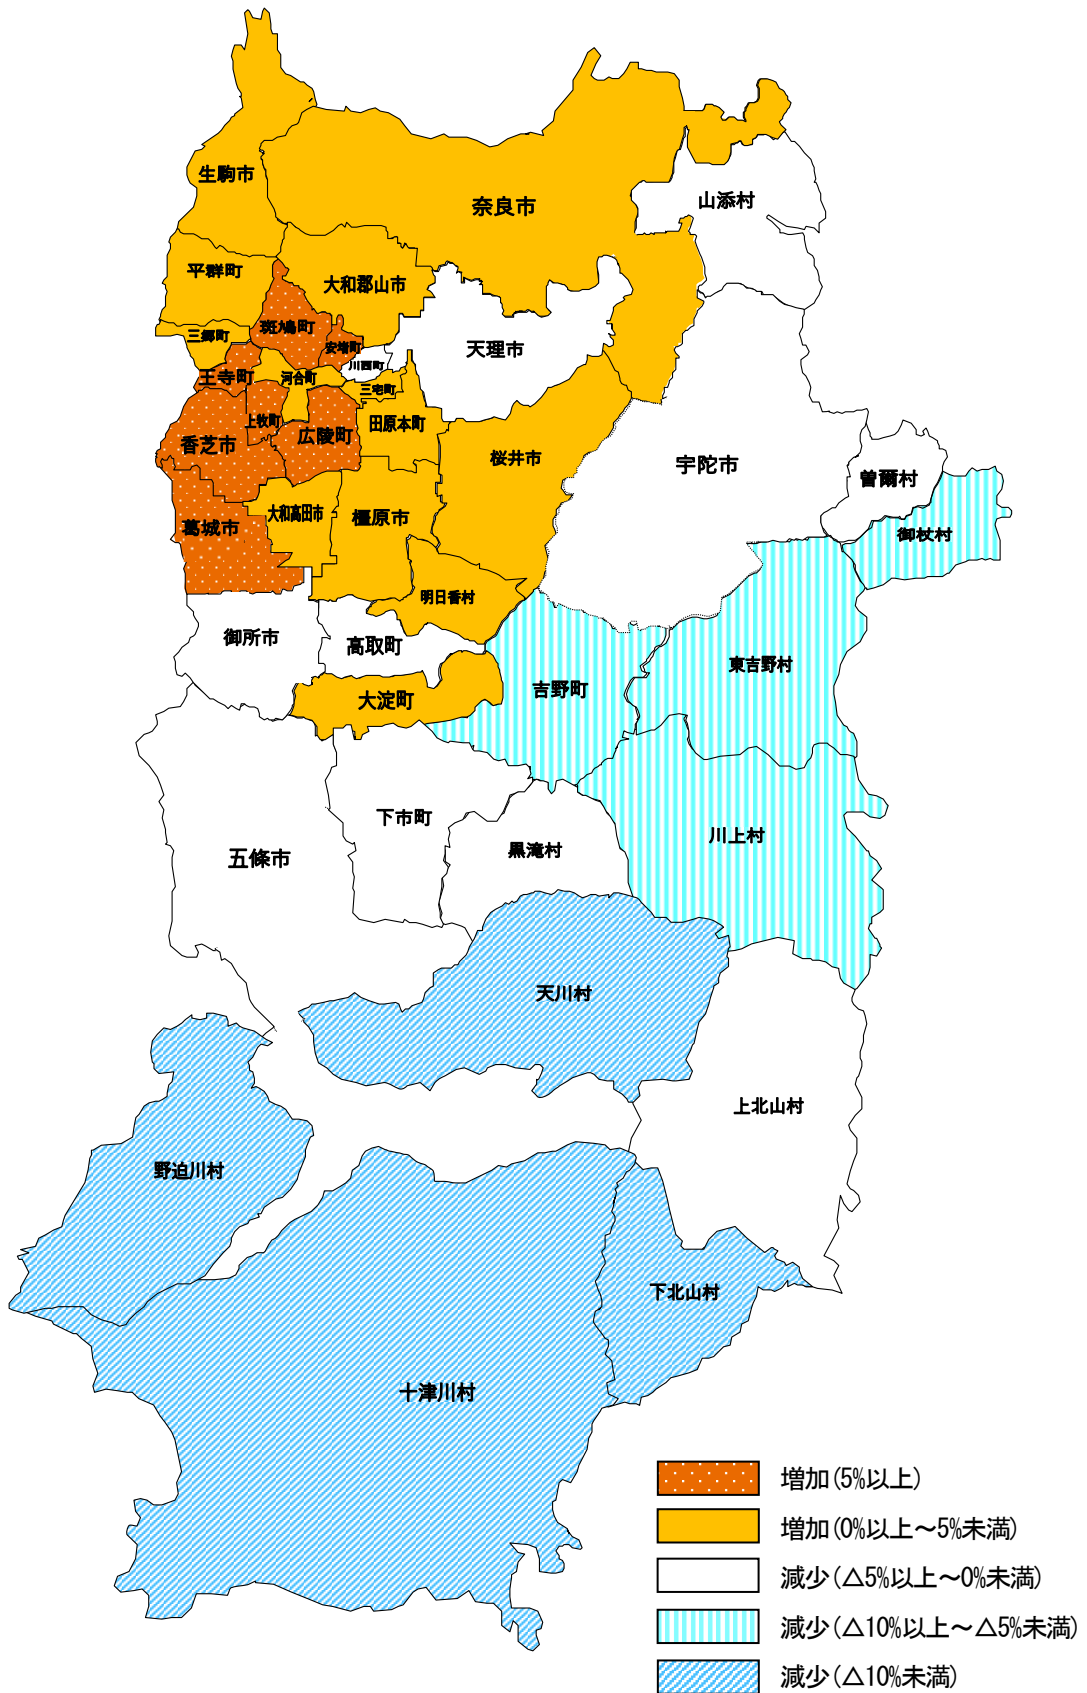 生駒市
奈良市
山添村
平群町
大和郡山市
斑鳩町
三郷町
安堵町
天理市
川西町
王寺町
河合町
三宅町
上牧町
広陵町
田原本町
香芝市
桜井市
宇陀市
曽爾村
大和高田市
橿原市
葛城市
御杖村
明日香村
御所市
高取町
東吉野村
吉野町
大淀町
下市町
川上村
黒滝村
五條市
天川村
上北山村
野迫川村
下北山村
十津川村
増加(5%以上)
増加(0%以上～5%未満)
減少(△5%以上～0%未満)
減少(△10%以上～△5%未満)
減少(△10%未満)